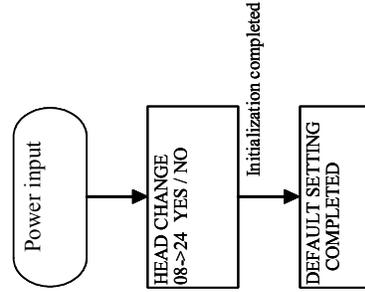 Power input
HEAD CHANGE
08->24 YES / NO
Initialization completed
DEFAULT SETTING
COMPLETED